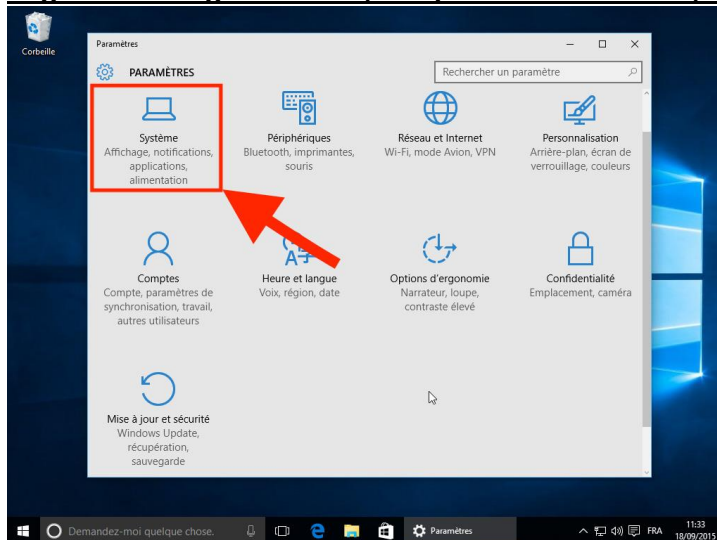 Corbeille
Paramètres
PARAMÈTRES
Rechercher un paramètre
Système
Affichage, notifications,
applications,
alimentation
Périphériques
Bluetooth, imprimantes,
souris
Réseau et Internet
Wi-Fi, mode Avion, VPN
Personnalisation
Arrière-plan, écran de
verrouillage, couleurs
Comptes
Compte, paramètres de
synchronisation, travail,
autres utilisateurs
Heure et langue
Voix, région, date
Options d'ergonomie
Narrateur, loupe,
contraste élevé
Confidentialité
Emplacement, caméra
Mise à jour et sécurité
Windows Update,
récupération,
sauvegarde
Demandez-moi quelque chose.
Paramètres
FRA
11:33
18/09/2015